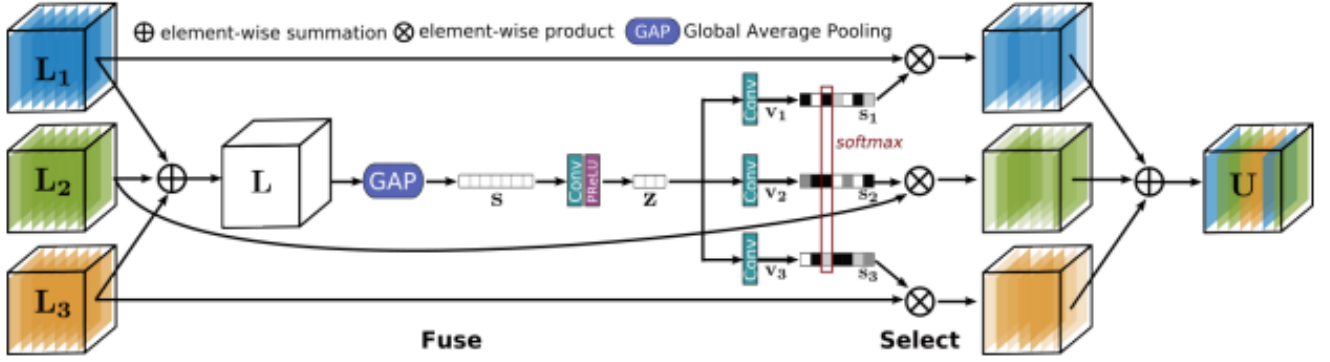 ⊕ element-wise summation ⊗ element-wise product GAP Global Average Pooling
L₁
L₂
L₃
L
GAP
s
Conv
PReLU
z
Conv
v₁
s₁
softmax
Conv
v₂
s₂
Conv
v₃
s₃
U
Fuse
Select